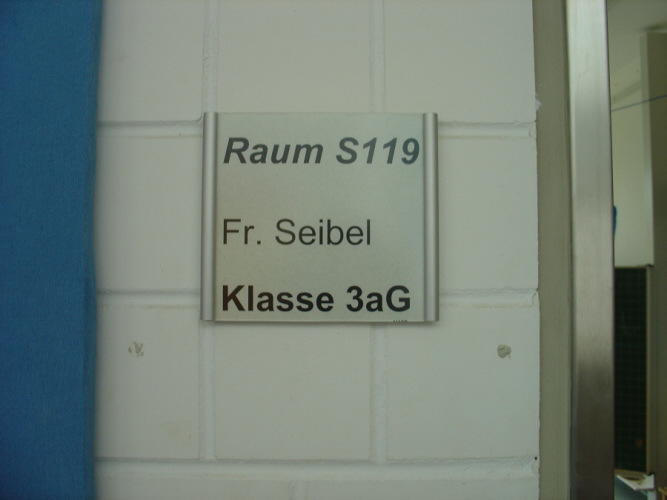 Raum S119
Fr. Seibel
Klasse 3aG